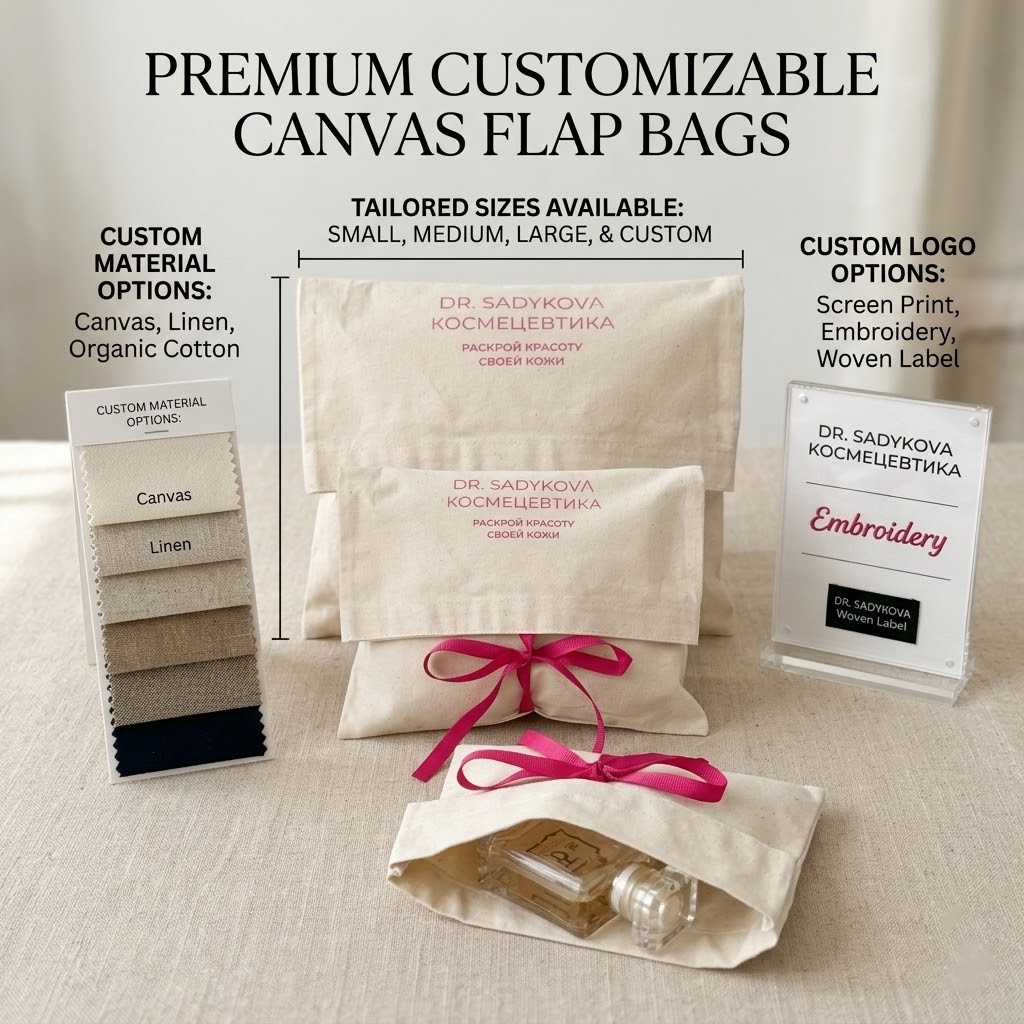 PREMIUM CUSTOMIZABLE
CANVAS FLAP BAGS
TAILORED SIZES AVAILABLE:
SMALL, MEDIUM, LARGE, & CUSTOM
CUSTOM
MATERIAL
OPTIONS:
Canvas, Linen,
Organic Cotton
CUSTOM LOGO
OPTIONS:
Screen Print,
Embroidery,
Woven Label
DR. SADYKOVA
КОСМЕЦЕВТИКА
РАСКРОЙ КРАСОТУ
СВОЕЙ КОЖИ
CUSTOM MATERIAL
OPTIONS:
Canvas
Linen
DR. SADYKOVA
КОСМЕЦЕВТИКА
РАСКРОЙ КРАСОТУ
СВОЕЙ КОЖИ
DR. SADYKOVA
КОСМЕЦЕВТИКА
Embroidery
DR. SADYKOVA
Woven Label